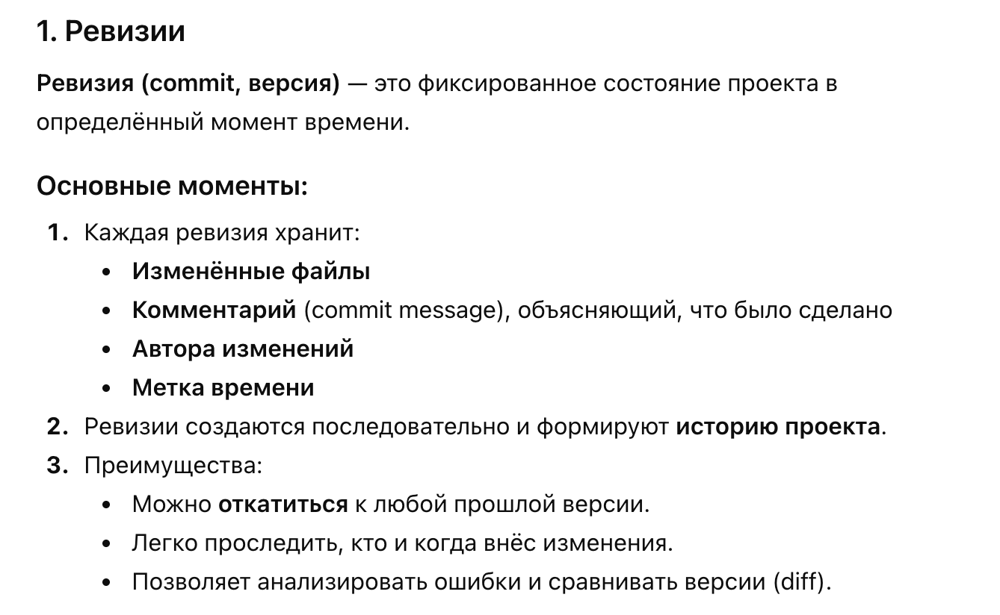 1. Ревизии
Ревизия (commit, версия) — это фиксированное состояние проекта в
определённый момент времени.
Основные моменты:
1. Каждая ревизия хранит:
• Изменённые файлы
• Комментарий (commit message), объясняющий, что было сделано
• Автора изменений
• Метка времени
2. Ревизии создаются последовательно и формируют историю проекта.
3. Преимущества:
• Можно откатиться к любой прошлой версии.
• Легко проследить, кто и когда внёс изменения.
• Позволяет анализировать ошибки и сравнивать версии (diff).